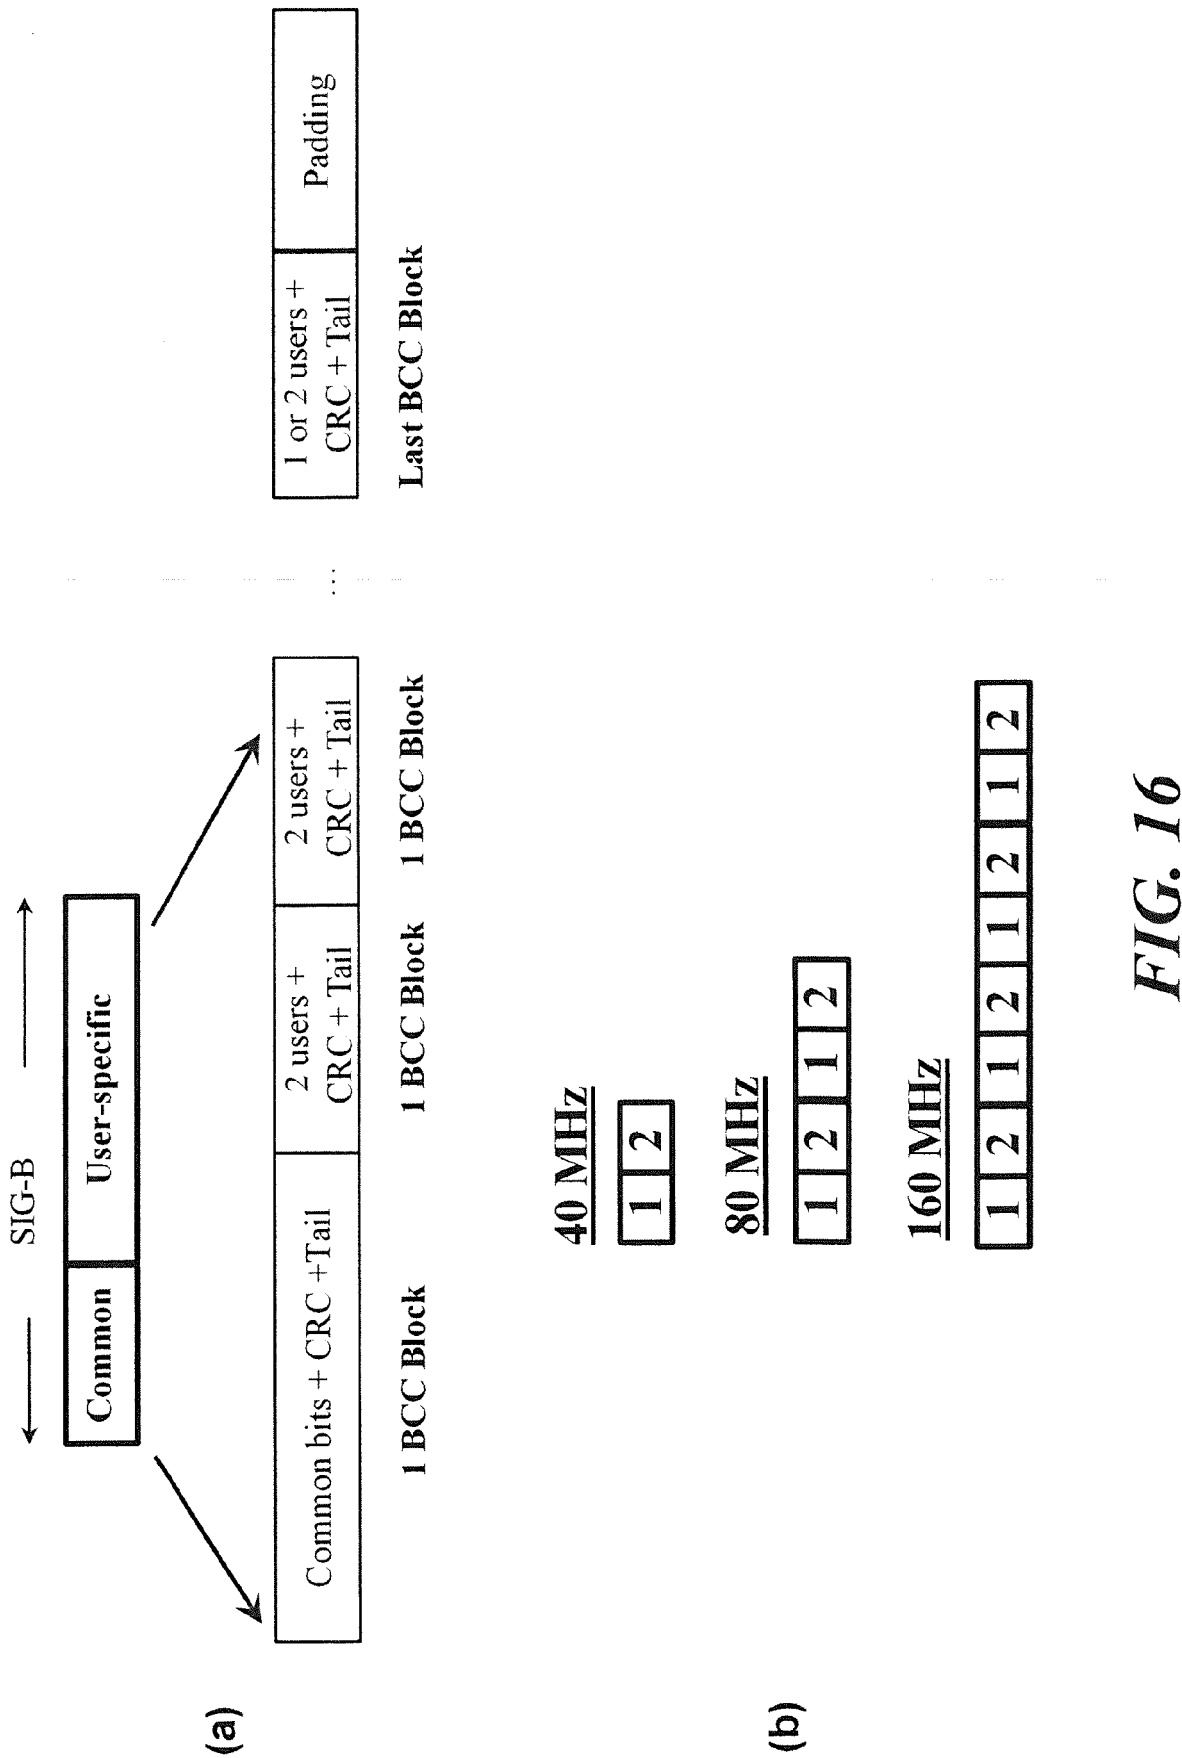 (a)
SIG-B
Common
User-specific
Common bits + CRC +Tail
2 users +
CRC + Tail
2 users +
CRC + Tail
...
1 or 2 users +
CRC + Tail
Padding
1 BCC Block
1 BCC Block
1 BCC Block
Last BCC Block
(b)
40 MHz
1 2
80 MHz
1 2 1 2
160 MHz
1 2 1 2 1 2 1 2
FIG. 16